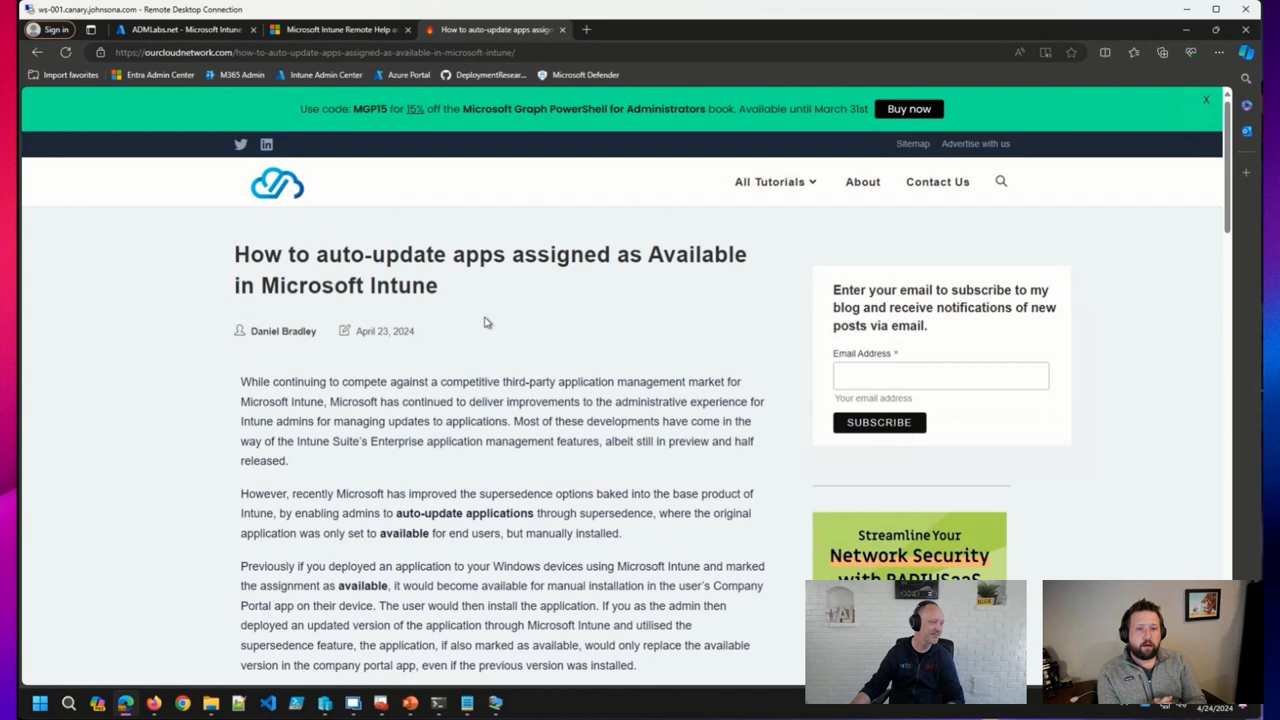 ws-001.canary.johnsona.com - Remote Desktop Connection
Sign in
ADMLabs.net - Microsoft Intune
Microsoft Intune Remote Help a
How to auto-update apps assign
https://ourcloudnetwork.com/how-to-auto-update-apps-assigned-as-available-in-microsoft-intune/
Import favorites
Entra Admin Center
M365 Admin
Intune Admin Center
Azure Portal
DeploymentResear...
Microsoft Defender
Use code: MGP15 for 15% off the Microsoft Graph PowerShell for Administrators book. Available until March 31st
Buy now
X
Sitemap
Advertise with us
All Tutorials
About
Contact Us
How to auto-update apps assigned as Available
in Microsoft Intune
Daniel Bradley
April 23, 2024
While continuing to compete against a competitive third-party application management market for
Microsoft Intune, Microsoft has continued to deliver improvements to the administrative experience for
Intune admins for managing updates to applications. Most of these developments have come in the
way of the Intune Suite's Enterprise application management features, albeit still in preview and half
released.
However, recently Microsoft has improved the supersedence options baked into the base product of
Intune, by enabling admins to auto-update applications through supersedence, where the original
application was only set to available for end users, but manually installed.
Previously if you deployed an application to your Windows devices using Microsoft Intune and marked
the assignment as available, it would become available for manual installation in the user's Company
Portal app on their device. The user would then install the application. If you as the admin then
deployed an updated version of the application through Microsoft Intune and utilised the
supersedence feature, the application, if also marked as available, would only replace the available
version in the company portal app, even if the previous version was installed.
Enter your email to subscribe to my
blog and receive notifications of new
posts via email.
Email Address *
Your email address
SUBSCRIBE
Streamline Your
Network Security
with RADIUSaaS
4/24/2024